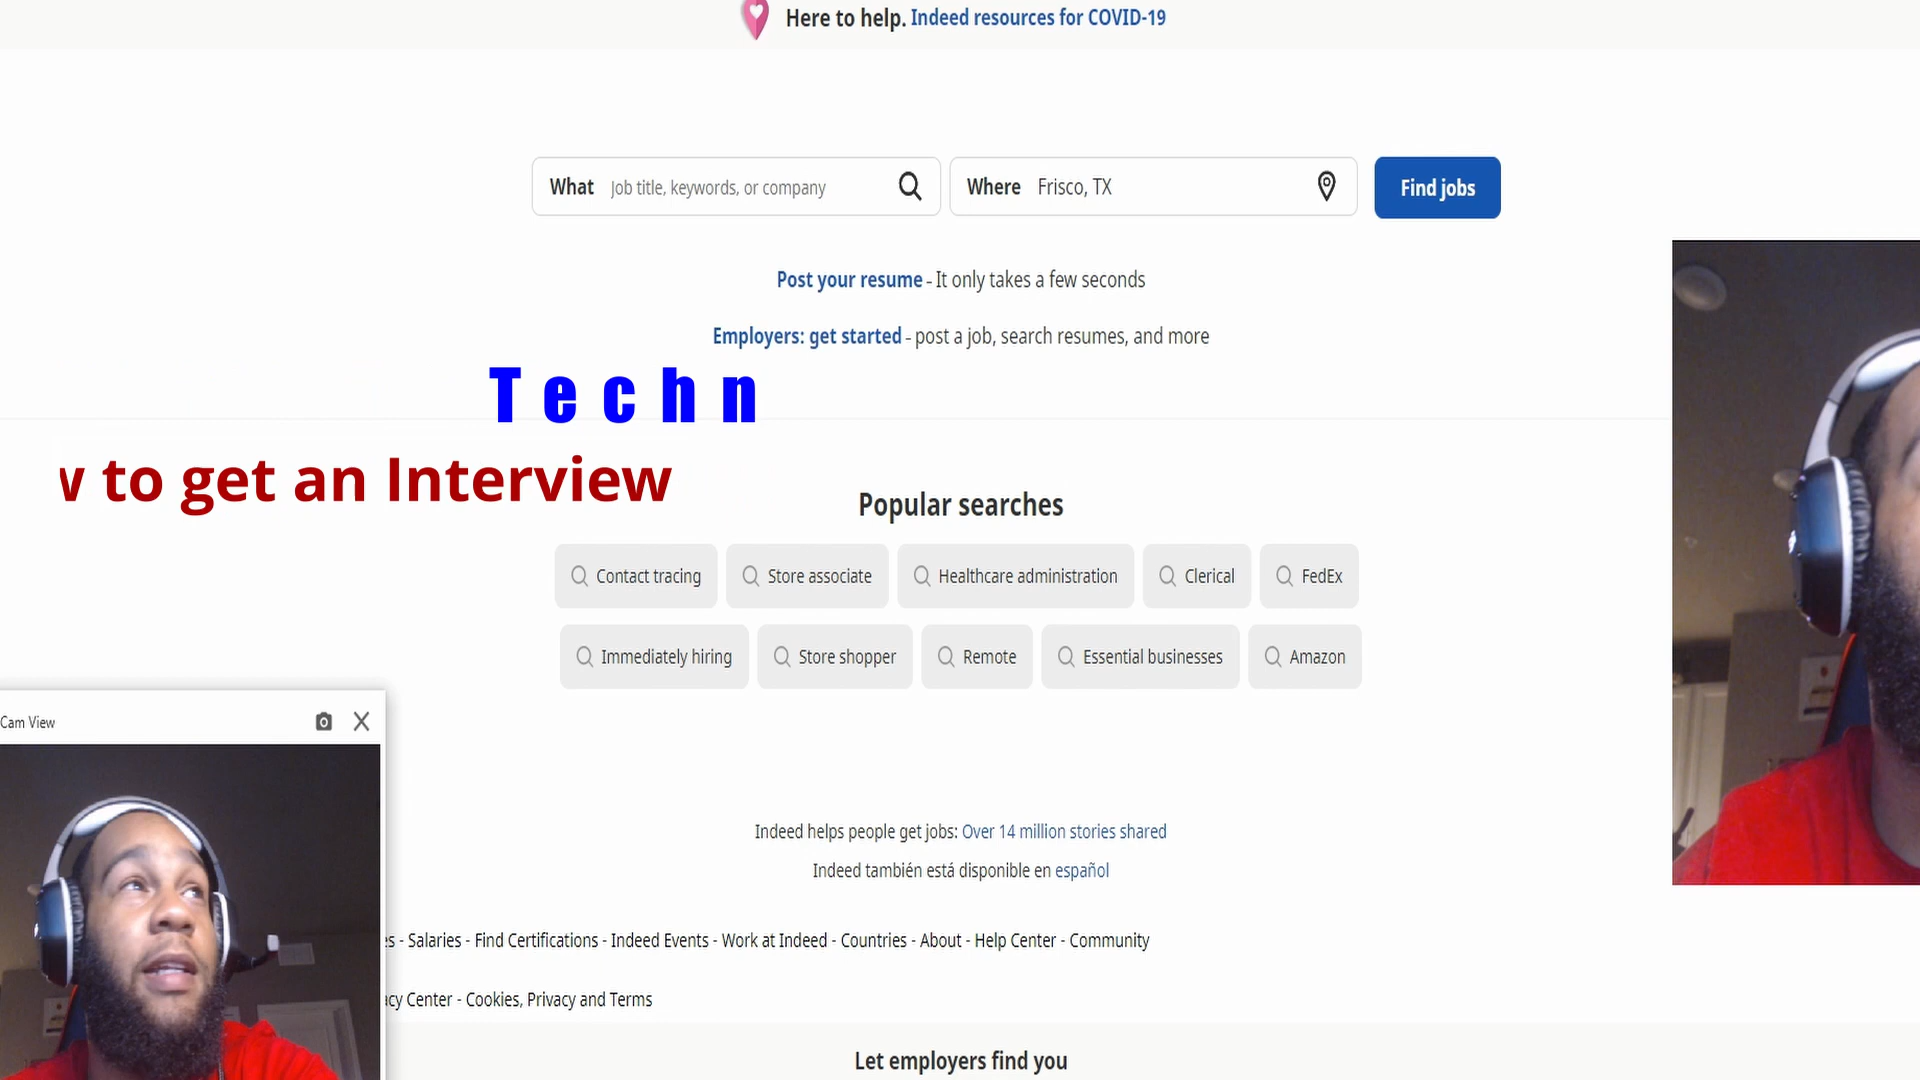 Here to help. Indeed resources for COVID-19
What Job title, keywords, or company
Where Frisco, TX
Find jobs
Post your resume - It only takes a few seconds
Employers: get started - post a job, search resumes, and more
Techn
w to get an Interview
Popular searches
Contact tracing
Store associate
Healthcare administration
Clerical
FedEx
Immediately hiring
Store shopper
Remote
Essential businesses
Amazon
Cam View
Indeed helps people get jobs: Over 14 million stories shared
Indeed también está disponible en español
es - Salaries - Find Certifications - Indeed Events - Work at Indeed - Countries - About - Help Center - Community
acy Center - Cookies, Privacy and Terms
Let employers find you